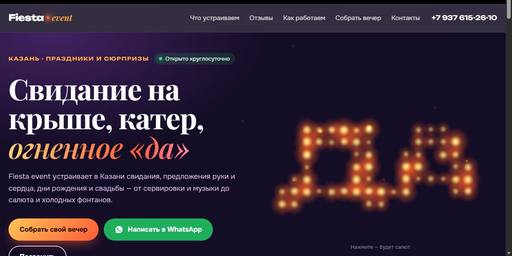 Fiesta event
Что устраиваем Отзывы Как работаем Собрать вечер Контакты +7 937 615-26-10
КАЗАНЬ · ПРАЗДНИКИ И СЮРПРИЗЫ
Открыто круглосуточно
Свидание на
крыше, катер,
огненное «да»
Fiesta event устраивает в Казани свидания, предложения руки и
сердца, дни рождения и свадьбы — от сервировки и музыки до
салюта и холодных фонтанов.
Собрать свой вечер
Написать в WhatsApp
Позвонить
ДА
Нажмите — будет салют